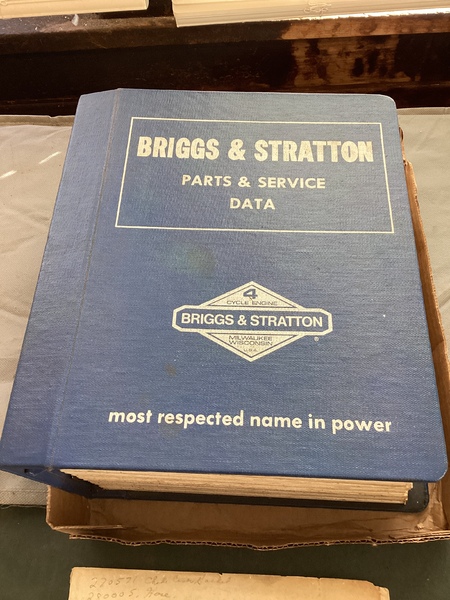 BRIGGS & STRATTON
PARTS & SERVICE
DATA
4
CYCLE ENGINE
BRIGGS & STRATTON
®
MILWAUKEE
WISCONSIN
U.S.A.
most respected name in power